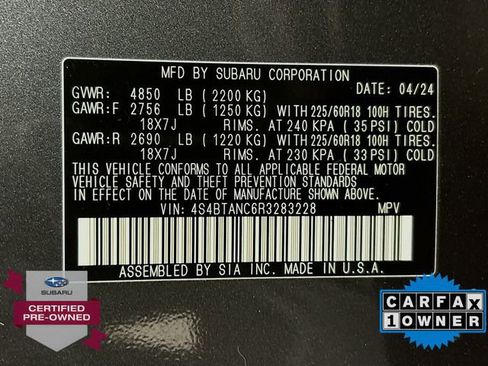 MFD BY SUBARU CORPORATION
GVWR: 4850 LB (2200 KG) DATE: 04/24
GAWR:F 2756 LB (1250 KG) WITH 225/60R18 100H TIRES.
18X7J RIMS. AT 240 KPA (35 PSI) COLD
GAWR:R 2690 LB (1220 KG) WITH 225/60R18 100H TIRES.
18X7J RIMS. AT 230 KPA (33 PSI) COLD
THIS VEHICLE CONFORMS TO ALL APPLICABLE FEDERAL MOTOR
VEHICLE SAFETY AND THEFT PREVENTION STANDARDS
IN EFFECT ON THE DATE OF MANUFACTURE SHOWN ABOVE.
VIN: 4S4BTANC6R3283228 MPV
ASSEMBLED BY SIA INC. MADE IN U.S.A.
SUBARU
CERTIFIED
PRE-OWNED
CARFAX
1 OWNER